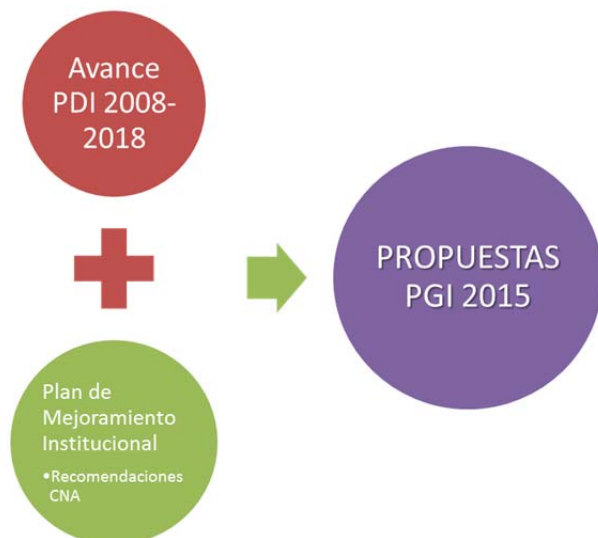 Avance
PDI 2008-
2018
PROPUESTAS
PGI 2015
Plan de
Mejoramiento
Institucional
•Recomendaciones
CNA